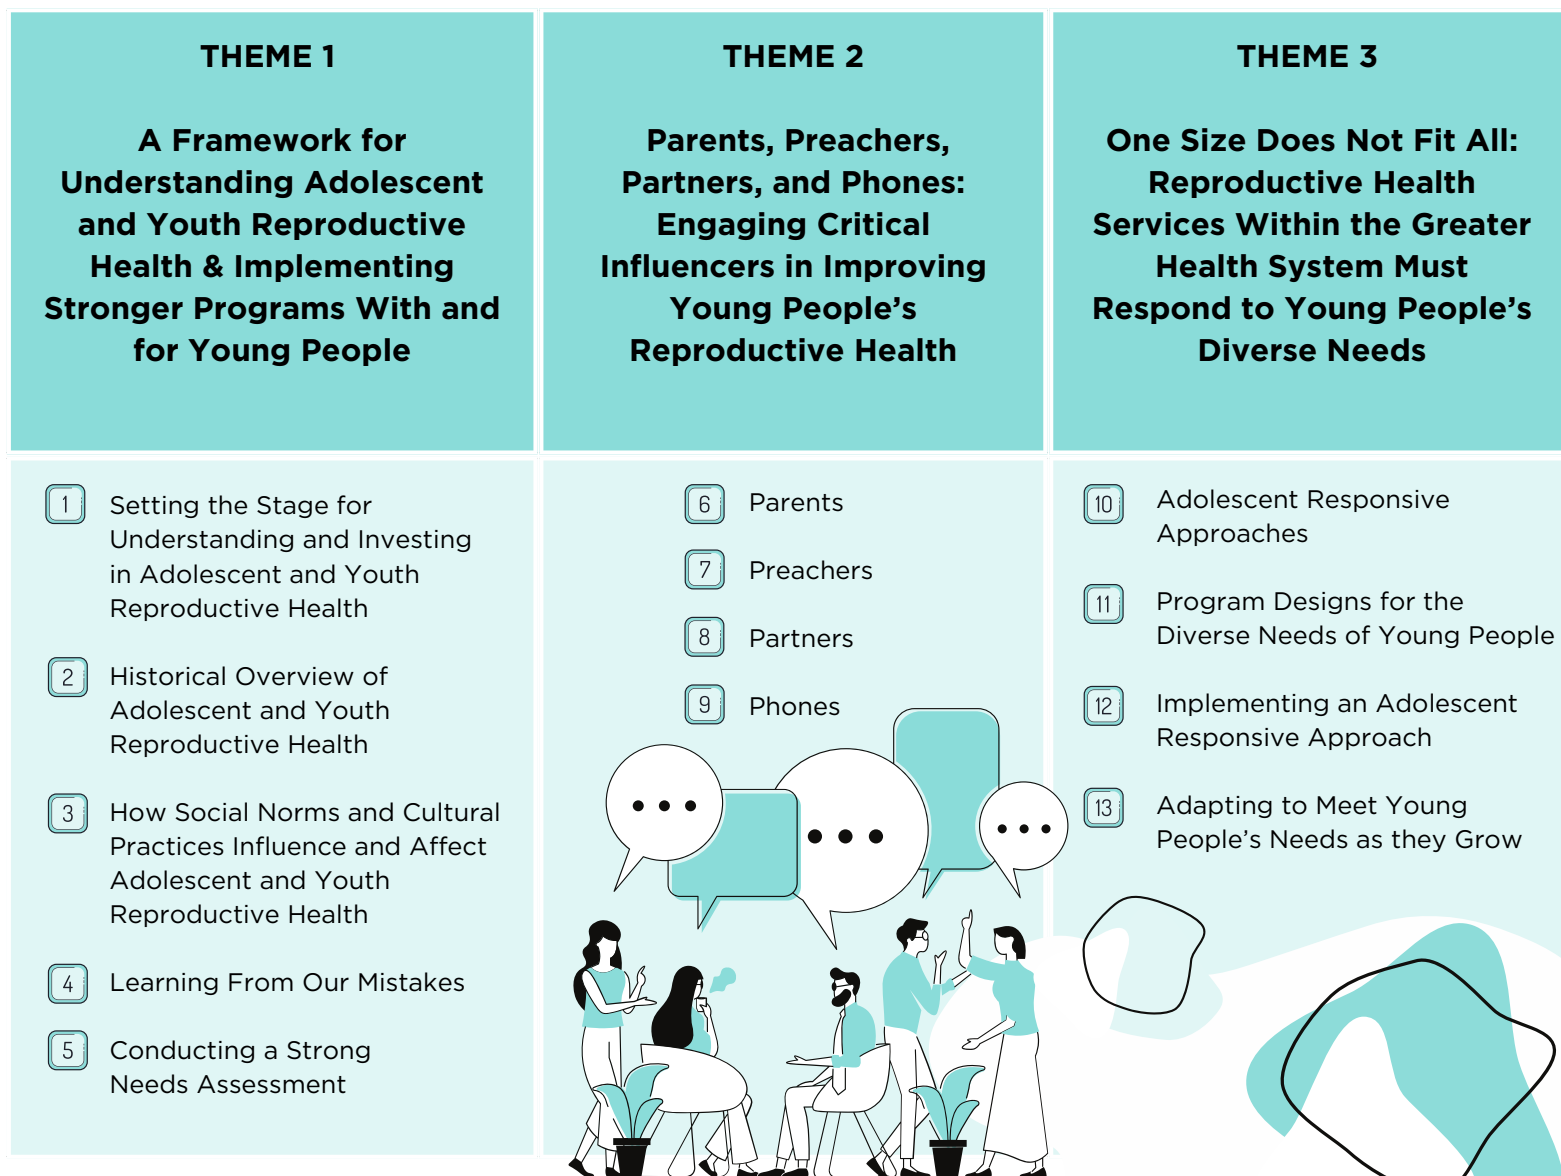 THEME 1
A Framework for
Understanding Adolescent
and Youth Reproductive
Health & Implementing
Stronger Programs With and
for Young People
1 Setting the Stage for
Understanding and Investing
in Adolescent and Youth
Reproductive Health
2 Historical Overview of
Adolescent and Youth
Reproductive Health
3 How Social Norms and Cultural
Practices Influence and Affect
Adolescent and Youth
Reproductive Health
4 Learning From Our Mistakes
5 Conducting a Strong
Needs Assessment
THEME 2
Parents, Preachers,
Partners, and Phones:
Engaging Critical
Influencers in Improving
Young People’s
Reproductive Health
6 Parents
7 Preachers
8 Partners
9 Phones
THEME 3
One Size Does Not Fit All:
Reproductive Health
Services Within the Greater
Health System Must
Respond to Young People’s
Diverse Needs
10 Adolescent Responsive
Approaches
11 Program Designs for the
Diverse Needs of Young People
12 Implementing an Adolescent
Responsive Approach
13 Adapting to Meet Young
People’s Needs as they Grow